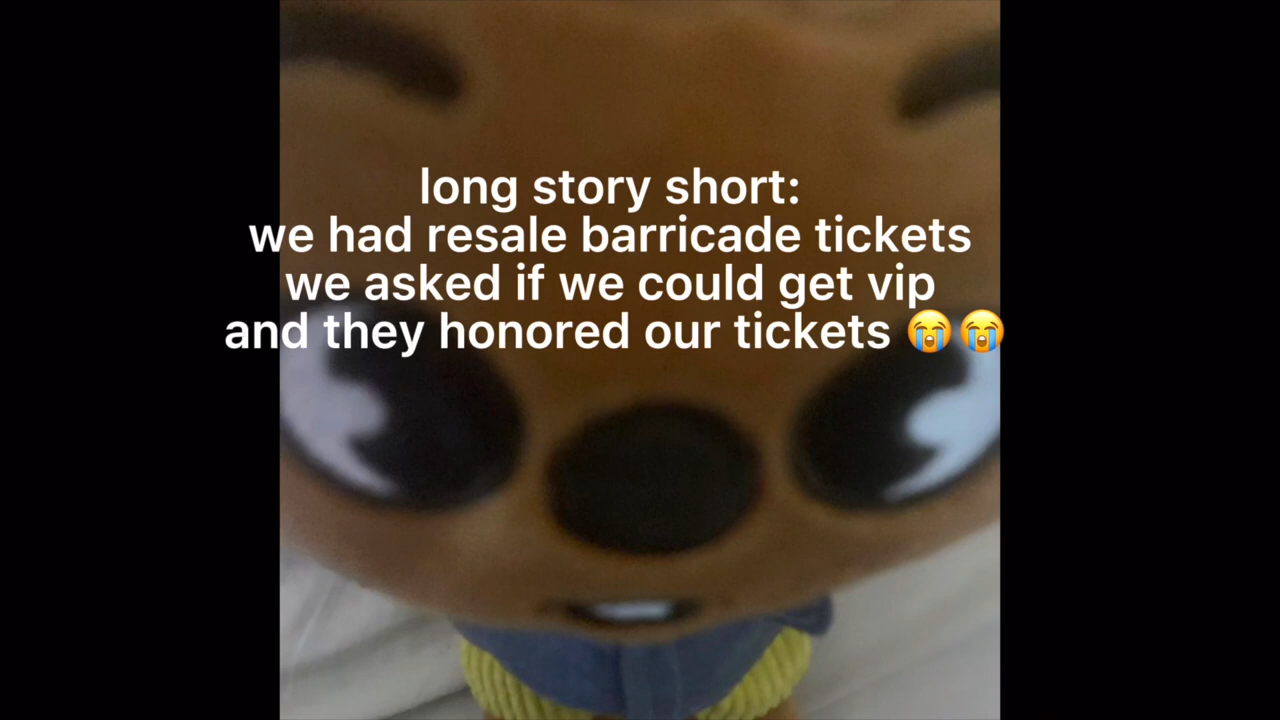 long story short:
we had resale barricade tickets
we asked if we could get vip
and they honored our tickets 😭😭